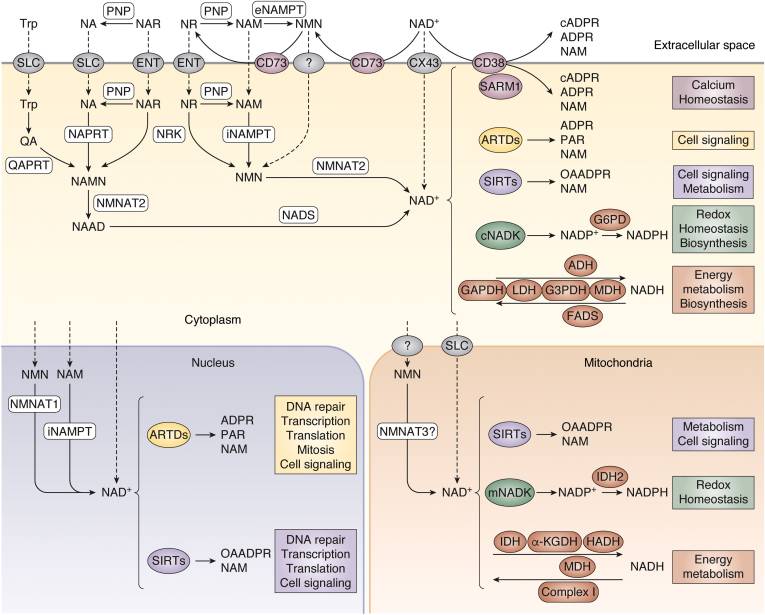 Trp
NA
PNP
NAR
NR
PNP
NAM
eNAMPT
NMN
NAD⁺
cADPR
ADPR
NAM
Extracellular space
SLC
SLC
ENT
ENT
CD73
?
CD73
CX43
CD38
SARM1
cADPR
ADPR
NAM
Calcium
Homeostasis
Trp
NA
PNP
NAR
NR
PNP
NAM
QA
NAPRT
NRK
iNAMPT
QAPRT
NAMN
NMN
NMNAT2
NMNAT2
NAD⁺
NAAD
NADS
ARTDs
ADPR
PAR
NAM
Cell signaling
SIRTs
OAADPR
NAM
Cell signaling
Metabolism
cNADK
NADP⁺
G6PD
NADPH
Redox
Homeostasis
Biosynthesis
ADH
GAPDH
LDH
G3PDH
MDH
NADH
FADS
Energy
metabolism
Biosynthesis
Cytoplasm
Nucleus
NMN
NAM
NMNAT1
iNAMPT
NAD⁺
ARTDs
ADPR
PAR
NAM
DNA repair
Transcription
Translation
Mitosis
Cell signaling
SIRTs
OAADPR
NAM
DNA repair
Transcription
Translation
Cell signaling
?
SLC
Mitochondria
NMN
NMNAT3?
NAD⁺
SIRTs
OAADPR
NAM
Metabolism
Cell signaling
mNADK
NADP⁺
IDH2
NADPH
Redox
Homeostasis
IDH
α-KGDH
HADH
MDH
NADH
Complex I
Energy
metabolism